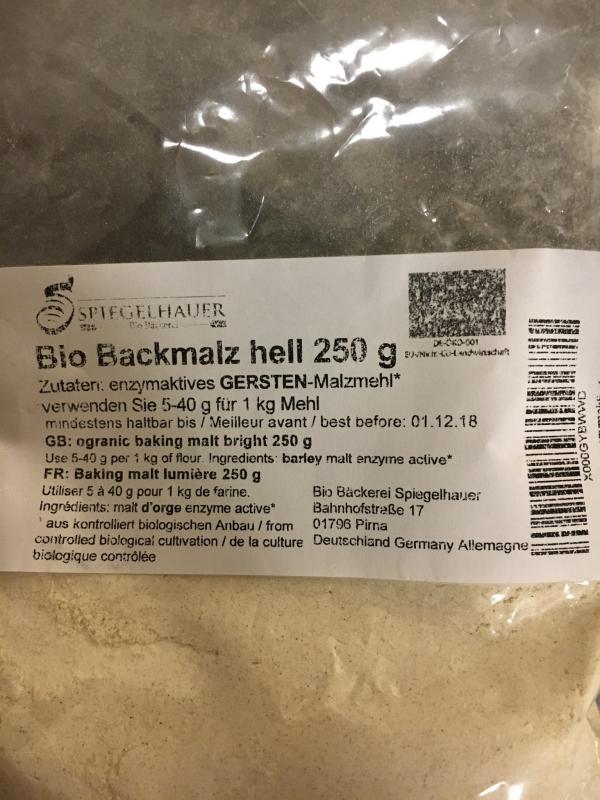 SPIEGELHAUER
Bio Bäckerei
Bio Backmalz hell 250 g
DE-ÖKO-001
EU-/Nicht-EU-Landwirtschaft
Zutaten: enzymaktives GERSTEN-Malzmehl*
verwenden Sie 5-40 g für 1 kg Mehl
mindestens haltbar bis / Meilleur avant / best before: 01.12.18
GB: ogranic baking malt bright 250 g
Use 5-40 g per 1 kg of flour. Ingredients: barley malt enzyme active*
FR: Baking malt lumière 250 g
Utiliser 5 à 40 g pour 1 kg de farine.
Ingrédients: malt d'orge enzyme active*
* aus kontrolliert biologischen Anbau / from
controlled biological cultivation / de la culture
biologique contrôlée
Bio Bäckerei Spiegelhauer
Bahnhofstraße 17
01796 Pirna
Deutschland Germany Allemagne
X000GYBWWD